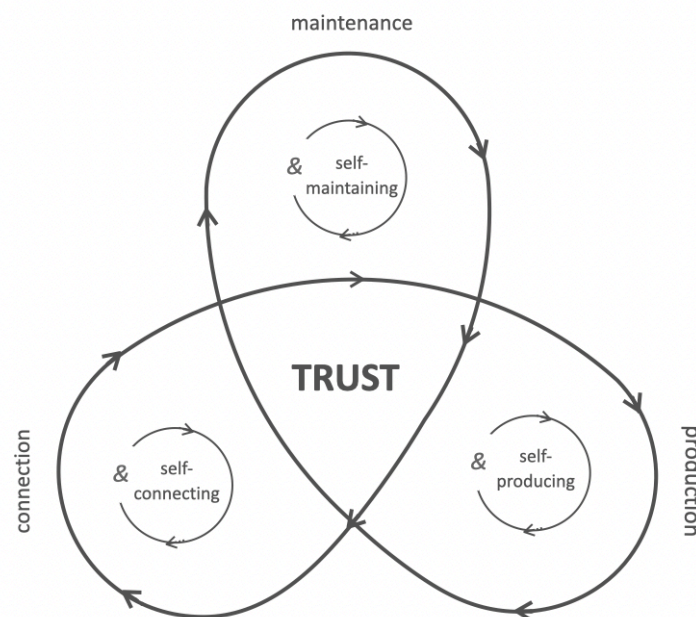 maintenance
&
self-
maintaining
TRUST
connection
&
self-
connecting
&
self-
producing
production